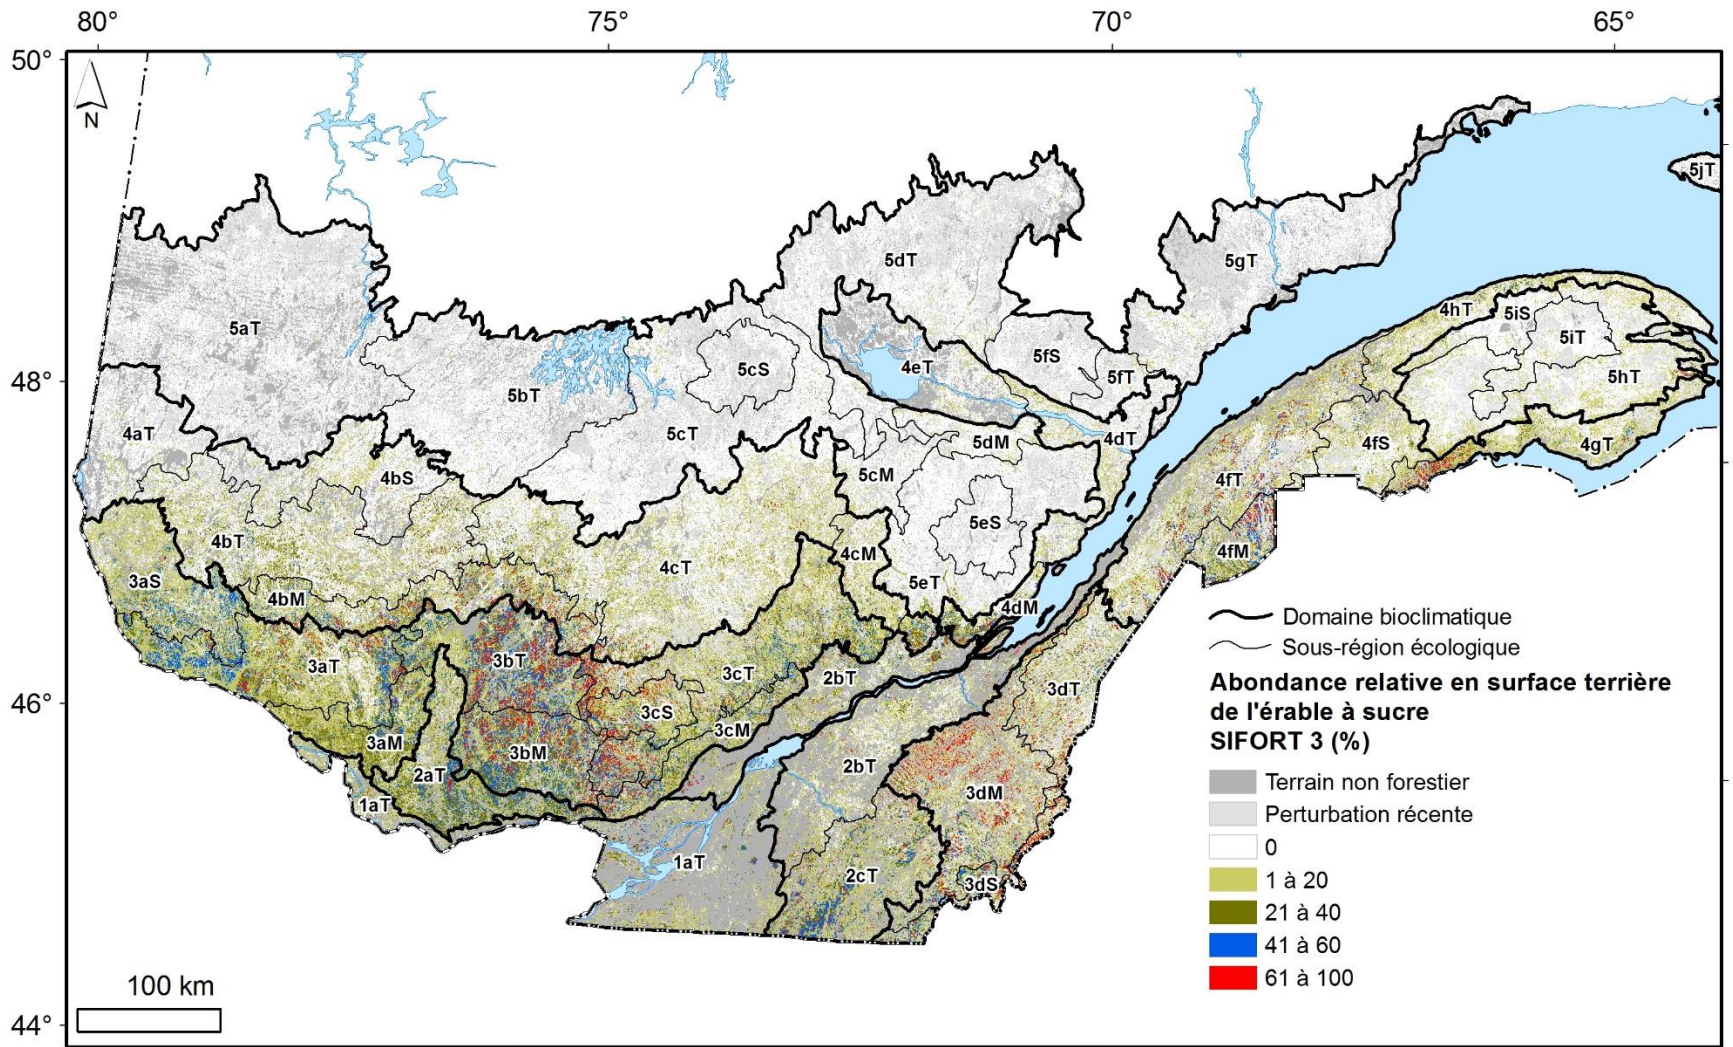 80° 75° 70° 65°
50°
N
5jT
5dT
5gT
4hT
5iS
5aT
5iT
5fS
5cS
4eT
5fT
5hT
48°
5bT
4aT
5cT
5dM
4dT
4fS
4gT
4bS
5cM
4fT
5eS
4bT
4cM
4fM
3aS
4cT
5eT
4bM
4dM
Domaine bioclimatique
Sous-région écologique
3aT
3bT
3cT
2bT
3dT
46°
3cS
3cM
3aM
3bM
2aT
2bT
1aT
3dM
1aT
2cT
3dS
Abondance relative en surface terrière
de l'érable à sucre
SIFORT 3 (%)
Terrain non forestier
Perturbation récente
0
1 à 20
21 à 40
41 à 60
61 à 100
100 km
44°